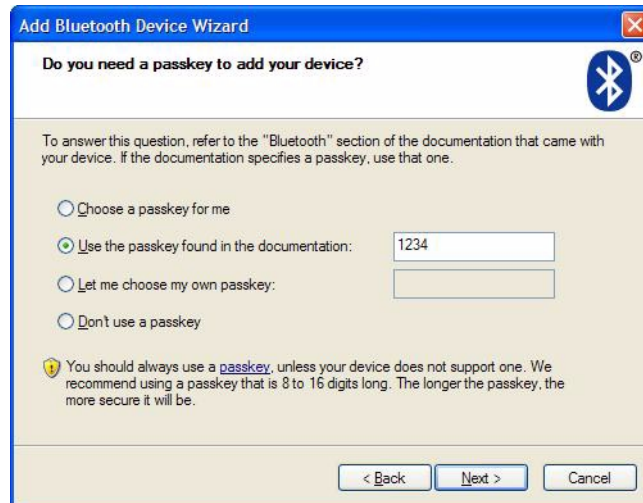 Add Bluetooth Device Wizard
Do you need a passkey to add your device?
®
To answer this question, refer to the "Bluetooth" section of the documentation that came with
your device. If the documentation specifies a passkey, use that one.
Choose a passkey for me
Use the passkey found in the documentation: 1234
Let me choose my own passkey:
Don't use a passkey
You should always use a passkey, unless your device does not support one. We
recommend using a passkey that is 8 to 16 digits long. The longer the passkey, the
more secure it will be.
< Back Next > Cancel